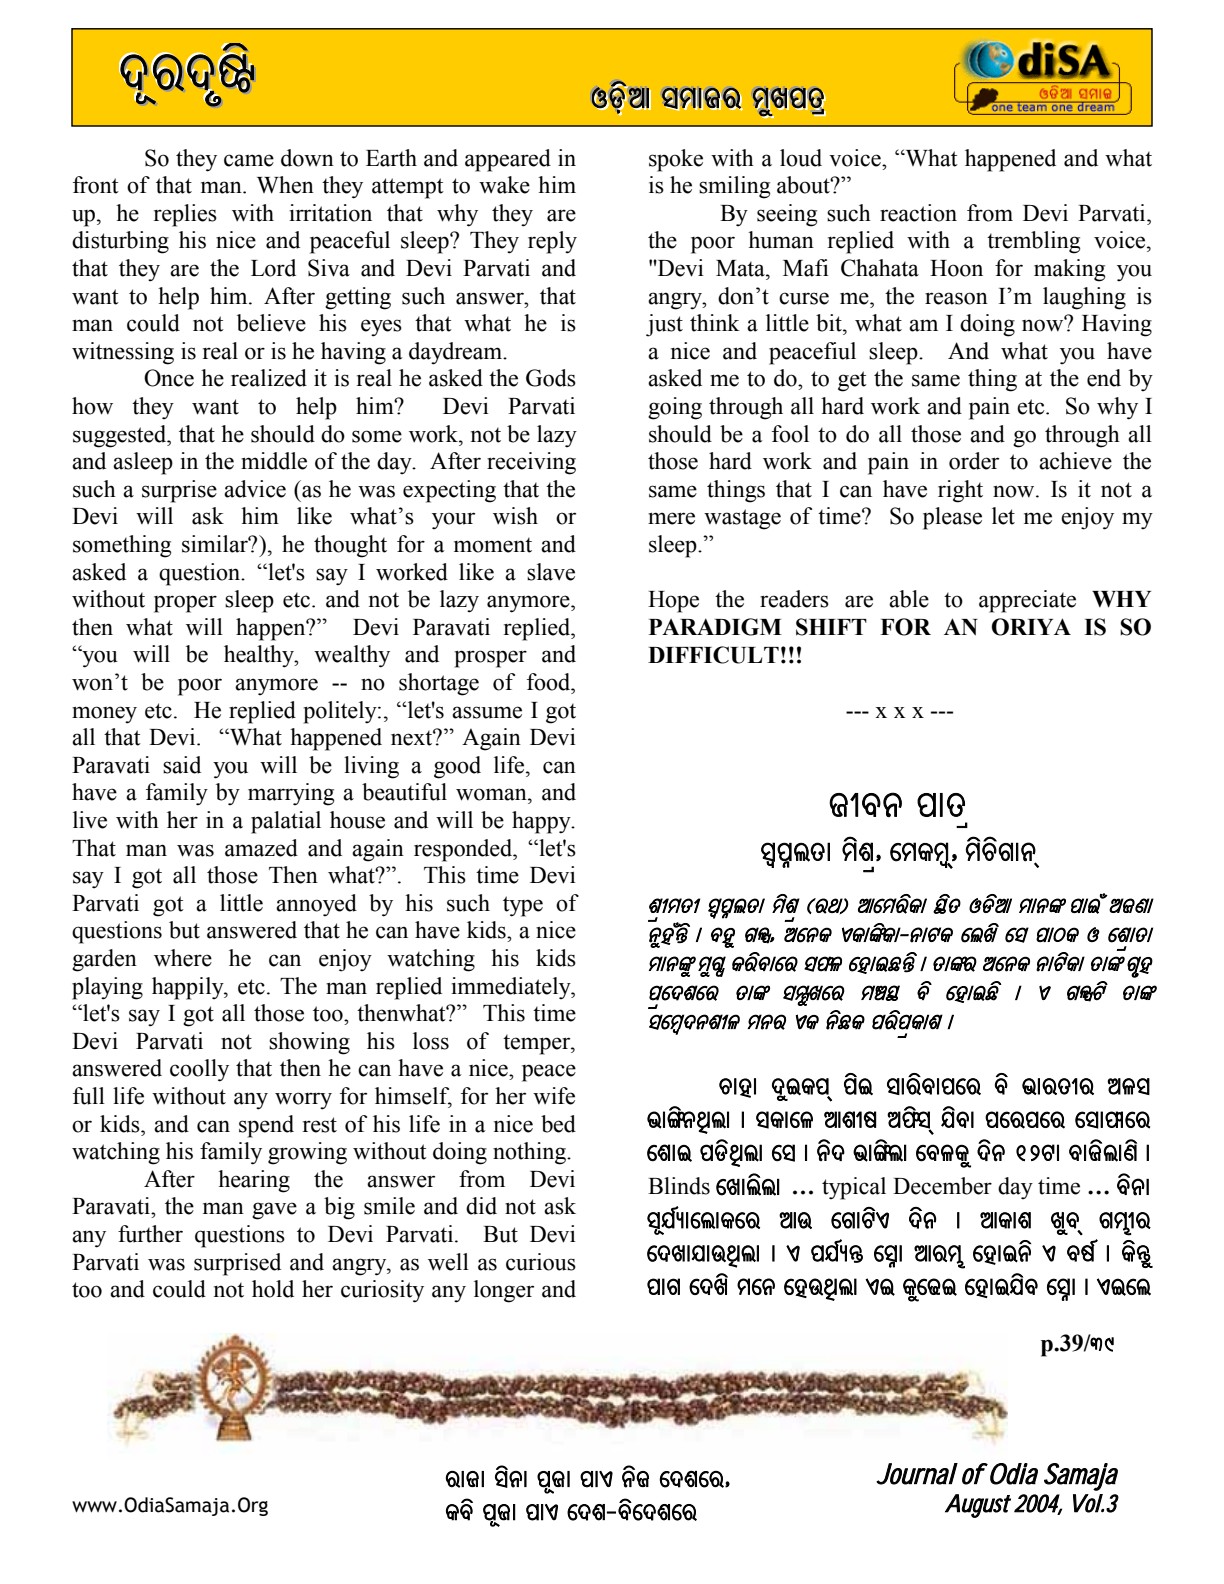 ଦୂରଦୃଷ୍ଟି
ଓଡ଼ିଆ ସମାଜର ମୁଖପତ୍ର
OdiSA
ଓଡିଆ ସମାଜ
one team one dream
So they came down to Earth and appeared in
front of that man. When they attempt to wake him
up, he replies with irritation that why they are
disturbing his nice and peaceful sleep? They reply
that they are the Lord Siva and Devi Parvati and
want to help him. After getting such answer, that
man could not believe his eyes that what he is
witnessing is real or is he having a daydream.
Once he realized it is real he asked the Gods
how they want to help him? Devi Parvati
suggested, that he should do some work, not be lazy
and asleep in the middle of the day. After receiving
such a surprise advice (as he was expecting that the
Devi will ask him like what’s your wish or
something similar?), he thought for a moment and
asked a question. “let's say I worked like a slave
without proper sleep etc. and not be lazy anymore,
then what will happen?” Devi Paravati replied,
“you will be healthy, wealthy and prosper and
won’t be poor anymore -- no shortage of food,
money etc. He replied politely:, “let's assume I got
all that Devi. “What happened next?” Again Devi
Paravati said you will be living a good life, can
have a family by marrying a beautiful woman, and
live with her in a palatial house and will be happy.
That man was amazed and again responded, “let's
say I got all those Then what?”. This time Devi
Parvati got a little annoyed by his such type of
questions but answered that he can have kids, a nice
garden where he can enjoy watching his kids
playing happily, etc. The man replied immediately,
“let's say I got all those too, thenwhat?” This time
Devi Parvati not showing his loss of temper,
answered coolly that then he can have a nice, peace
full life without any worry for himself, for her wife
or kids, and can spend rest of his life in a nice bed
watching his family growing without doing nothing.
After hearing the answer from Devi
Paravati, the man gave a big smile and did not ask
any further questions to Devi Parvati. But Devi
Parvati was surprised and angry, as well as curious
too and could not hold her curiosity any longer and
spoke with a loud voice, “What happened and what
is he smiling about?”
By seeing such reaction from Devi Parvati,
the poor human replied with a trembling voice,
"Devi Mata, Mafi Chahata Hoon for making you
angry, don’t curse me, the reason I’m laughing is
just think a little bit, what am I doing now? Having
a nice and peaceful sleep. And what you have
asked me to do, to get the same thing at the end by
going through all hard work and pain etc. So why I
should be a fool to do all those and go through all
those hard work and pain in order to achieve the
same things that I can have right now. Is it not a
mere wastage of time? So please let me enjoy my
sleep.”
Hope the readers are able to appreciate WHY
PARADIGM SHIFT FOR AN ORIYA IS SO
DIFFICULT!!!
--- x x x ---
ଜୀବନ ପାତ୍ର
ସ୍ୱପ୍ନଲତା ମିଶ୍ର, ମେକମ୍ବ, ମିଚିଗାନ୍
ଶ୍ରୀମତୀ ସ୍ୱପ୍ନଲତା ମିଶ୍ର (ରଥ) ଆମେରିକା ସ୍ଥିତ ଓଡିଆ ମାନଙ୍କ ପାଇଁ ଅଜଣା
ନୁହଁନ୍ତି । ବହୁ ଗଳ୍ପ, ଅନେକ ଏକାଙ୍କିକା-ନାଟକ ଲେଖି ସେ ପାଠକ ଓ ଶ୍ରୋତା
ମାନଙ୍କୁ ମୁଗ୍ଧ କରିବାରେ ସଫଳ ହୋଇଛନ୍ତି । ତାଙ୍କର ଅନେକ ନାଟିକା ତାଙ୍କ ଗୃହ
ପ୍ରଦେଶରେ ତାଙ୍କ ସମ୍ମୁଖରେ ମଞ୍ଚସ୍ଥ ବି ହୋଇଛି । ଏ ଗଳ୍ପଟି ତାଙ୍କ
ସମ୍ବେଦନଶୀଳ ମନର ଏକ ନିଛକ ପରିପ୍ରକାଶ ।
ଚାହା ଦୁଇକପ୍ ପିଇ ସାରିବାପରେ ବି ଭାରତୀର ଅଳସ
ଭାଙ୍ଗିନଥିଲା । ସକାଳେ ଆଶୀଷ ଅଫିସ୍ ଯିବା ପରେପରେ ସୋଫାରେ
ଶୋଇ ପଡିଥିଲା ସେ । ନିଦ ଭାଙ୍ଗିଲା ବେଳକୁ ଦିନ ୧୨ଟା ବାଜିଲାଣି ।
Blinds ଖୋଲିଲା … typical December day time … ବିନା
ସୂର୍ଯ୍ୟାଲୋକରେ ଆଉ ଗୋଟିଏ ଦିନ । ଆକାଶ ଖୁବ୍ ଗମ୍ଭୀର
ଦେଖାଯାଉଥିଲା । ଏ ପର୍ଯ୍ୟନ୍ତ ସ୍ନୋ ଆରମ୍ଭ ହୋଇନି ଏ ବର୍ଷ । କିନ୍ତୁ
ପାଗ ଦେଖି ମନେ ହେଉଥିଲା ଏଇ କୁଢେଇ ହୋଇଯିବ ସ୍ନୋ । ଏଇଲେ
p.39/୩୯
www.OdiaSamaja.Org
ରାଜା ସିନା ପୂଜା ପାଏ ନିଜ ଦେଶରେ,
କବି ପୂଜା ପାଏ ଦେଶ-ବିଦେଶରେ
Journal of Odia Samaja
August 2004, Vol.3